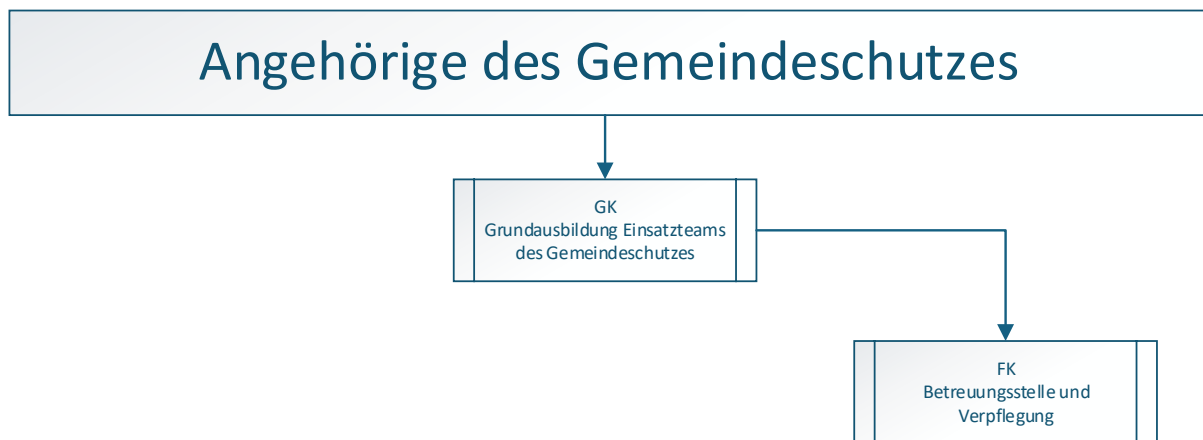 Angehörige des Gemeindeschutzes
GK
Grundausbildung Einsatzteams
des Gemeindeschutzes
FK
Betreuungsstelle und
Verpflegung